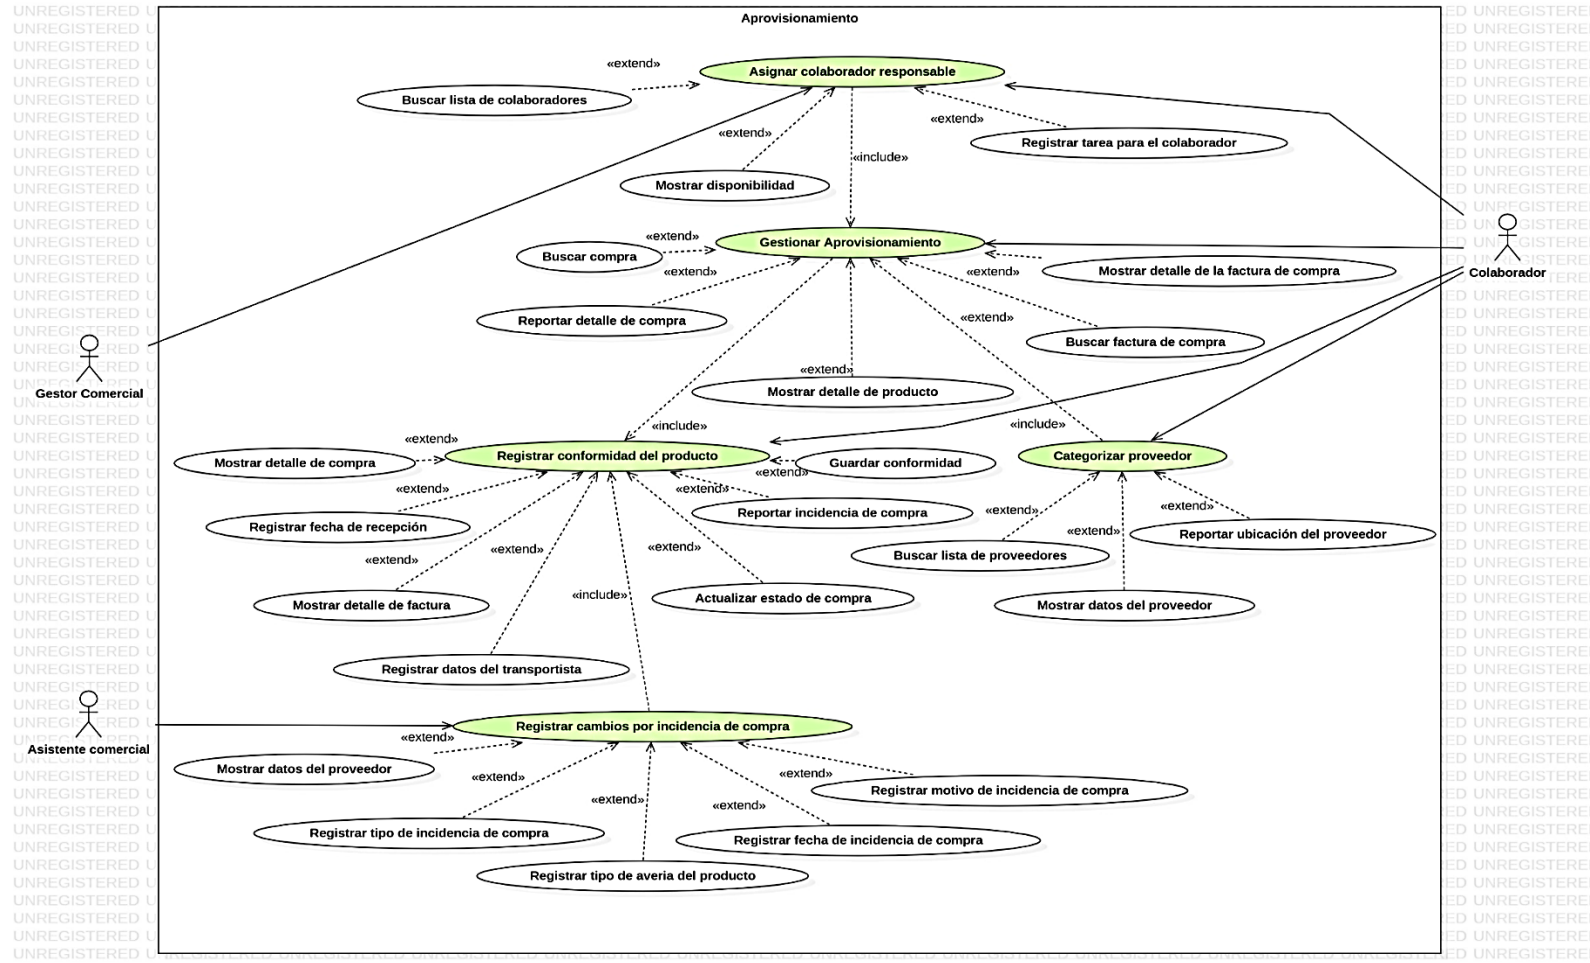 Aprovisionamiento
«extend»
Asignar colaborador responsable
Buscar lista de colaboradores
«extend»
«extend»
Registrar tarea para el colaborador
«include»
Mostrar disponibilidad
«extend»
Gestionar Aprovisionamiento
Buscar compra
«extend»
«extend»
Mostrar detalle de la factura de compra
Colaborador
Reportar detalle de compra
«extend»
Buscar factura de compra
Gestor Comercial
«extend»
Mostrar detalle de producto
«include»
«include»
«extend»
Registrar conformidad del producto
Categorizar proveedor
Mostrar detalle de compra
Guardar conformidad
«extend»
«extend»
«extend»
Registrar fecha de recepción
Reportar incidencia de compra
«extend»
«extend»
«extend»
Reportar ubicación del proveedor
«extend»
«extend»
«extend»
Buscar lista de proveedores
«extend»
Mostrar detalle de factura
«include»
Actualizar estado de compra
Mostrar datos del proveedor
Registrar datos del transportista
Registrar cambios por incidencia de compra
Asistente comercial
«extend»
Mostrar datos del proveedor
«extend»
«extend»
Registrar motivo de incidencia de compra
«extend»
«extend»
Registrar tipo de incidencia de compra
Registrar fecha de incidencia de compra
Registrar tipo de averia del producto
UNREGISTERED